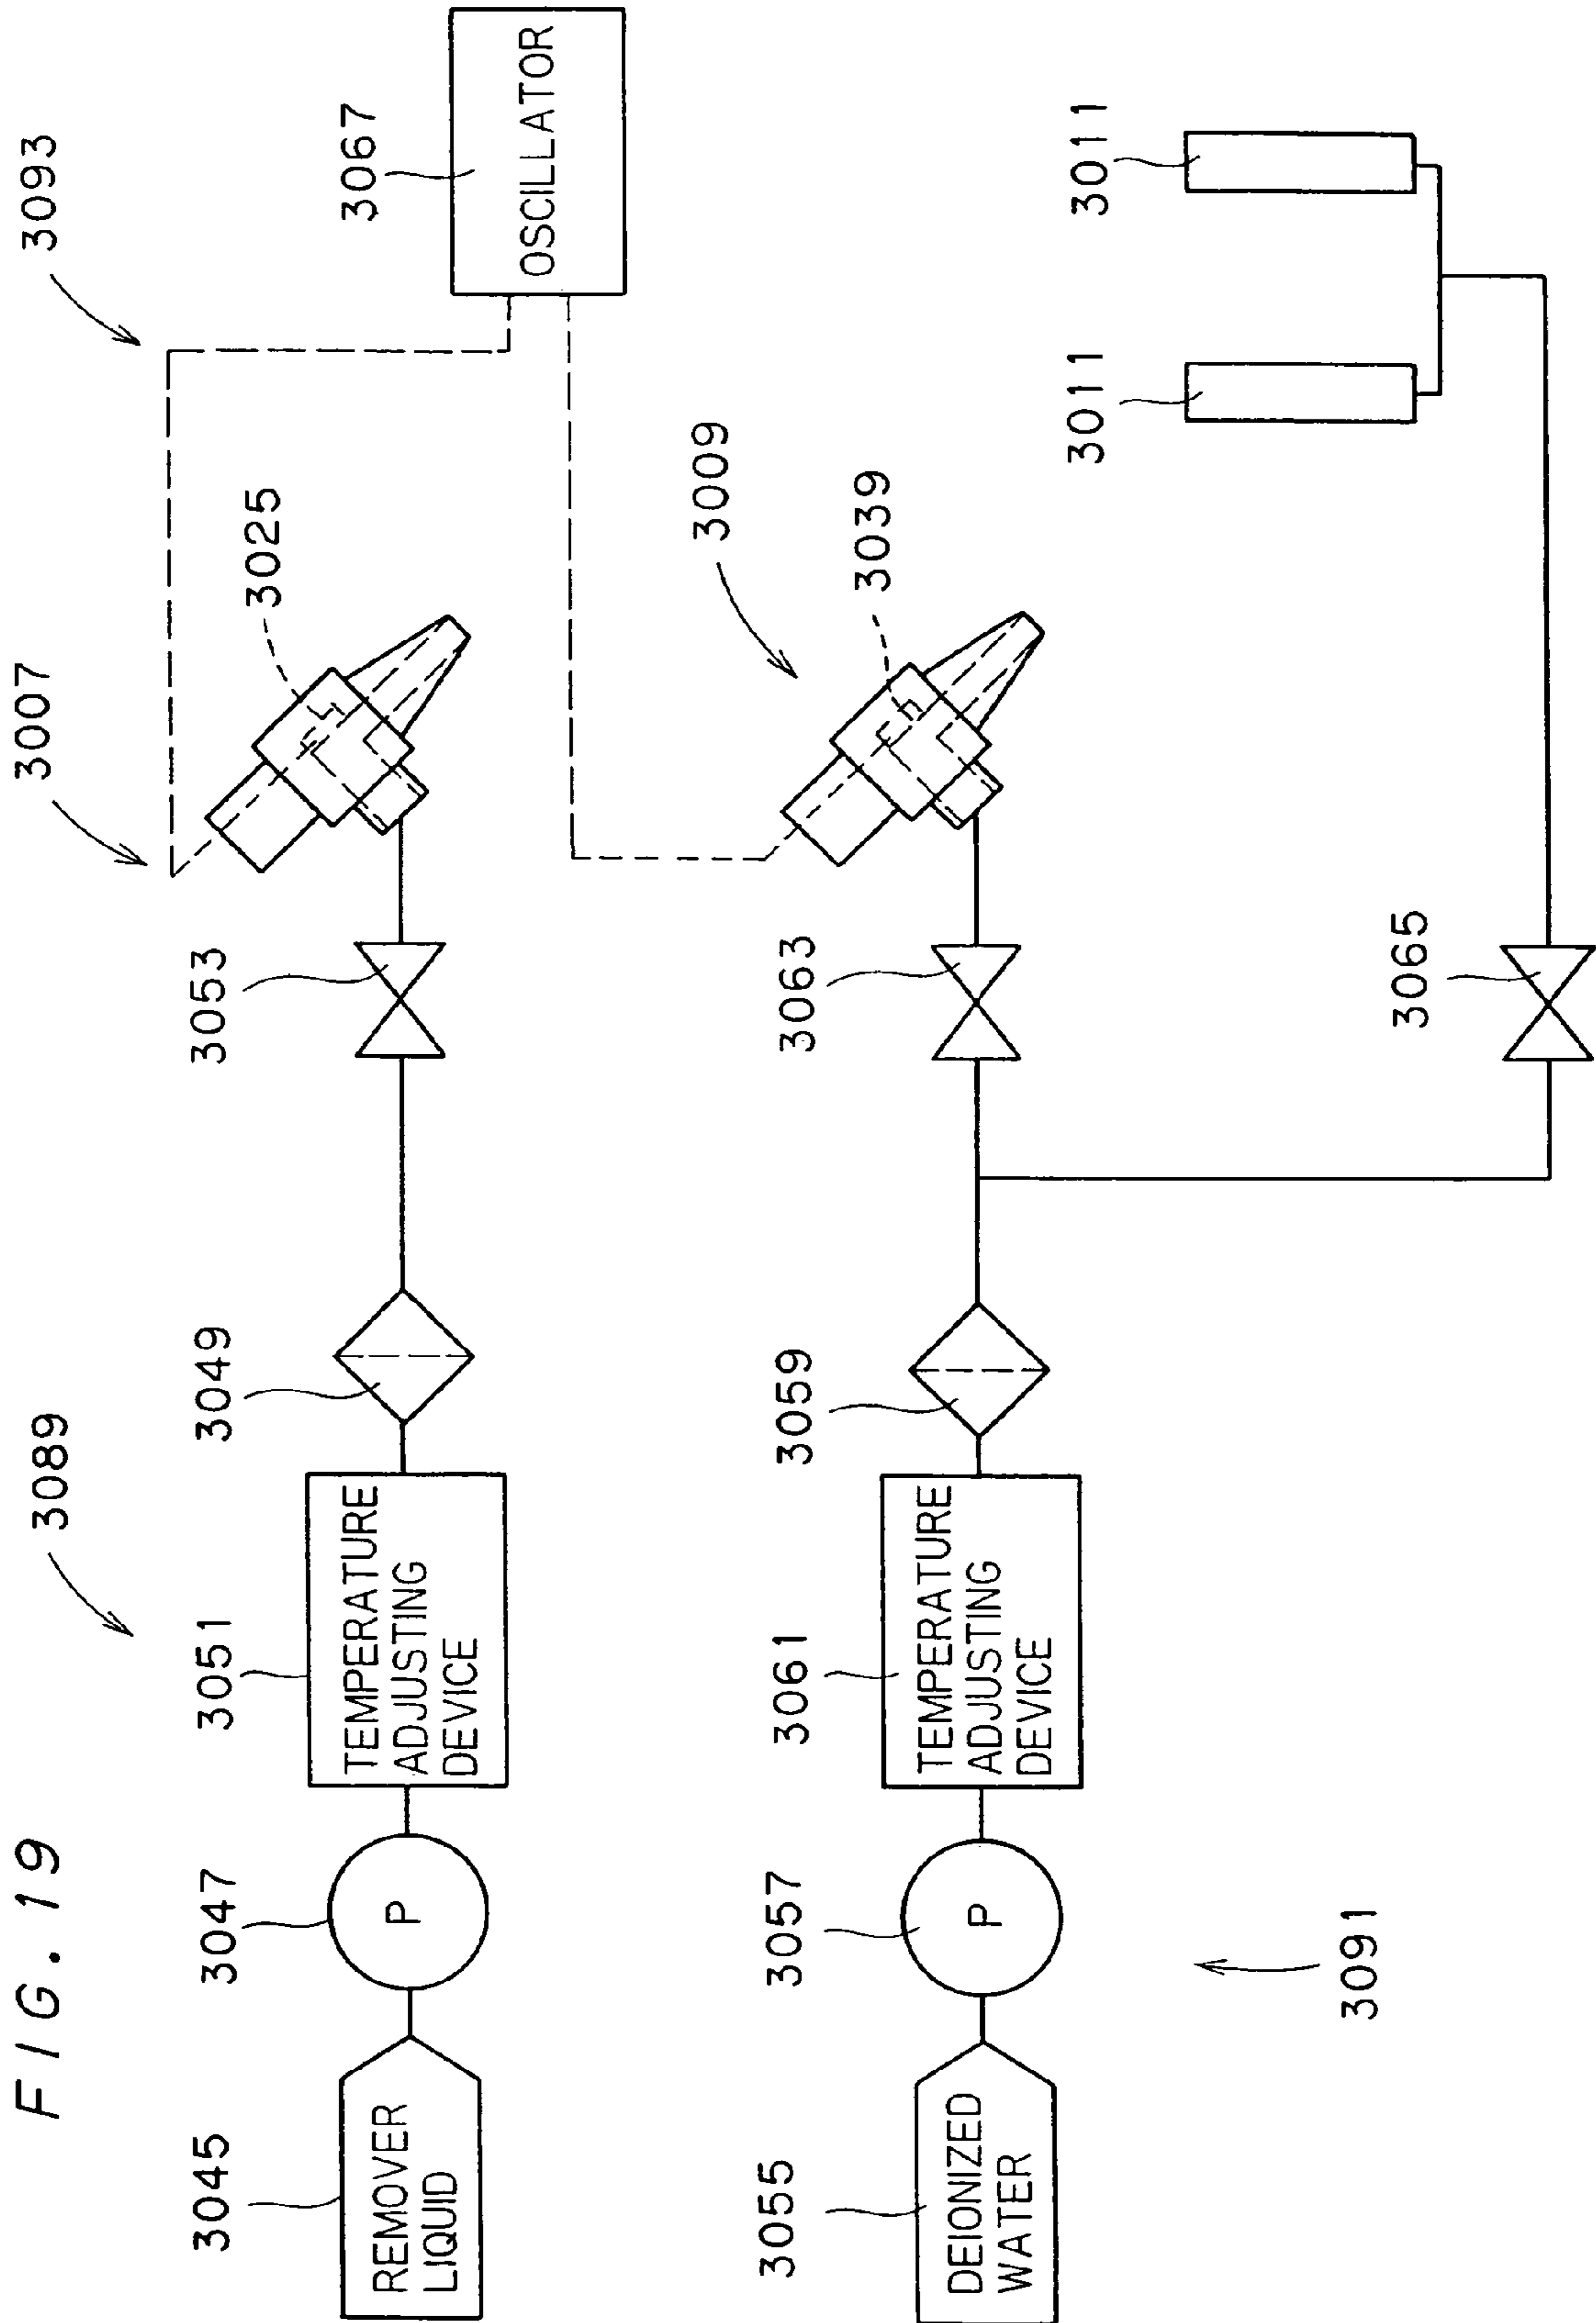 FIG. 19
3089
3007
3093
3045
REMOVER
LIQUID
3047
P
3051
TEMPERATURE
ADJUSTING
DEVICE
3049
3053
3025
3067
OSCILLATOR
3055
DEIONIZED
WATER
3057
P
3061
TEMPERATURE
ADJUSTING
DEVICE
3059
3063
3009
3039
3091
3065
3011
3011